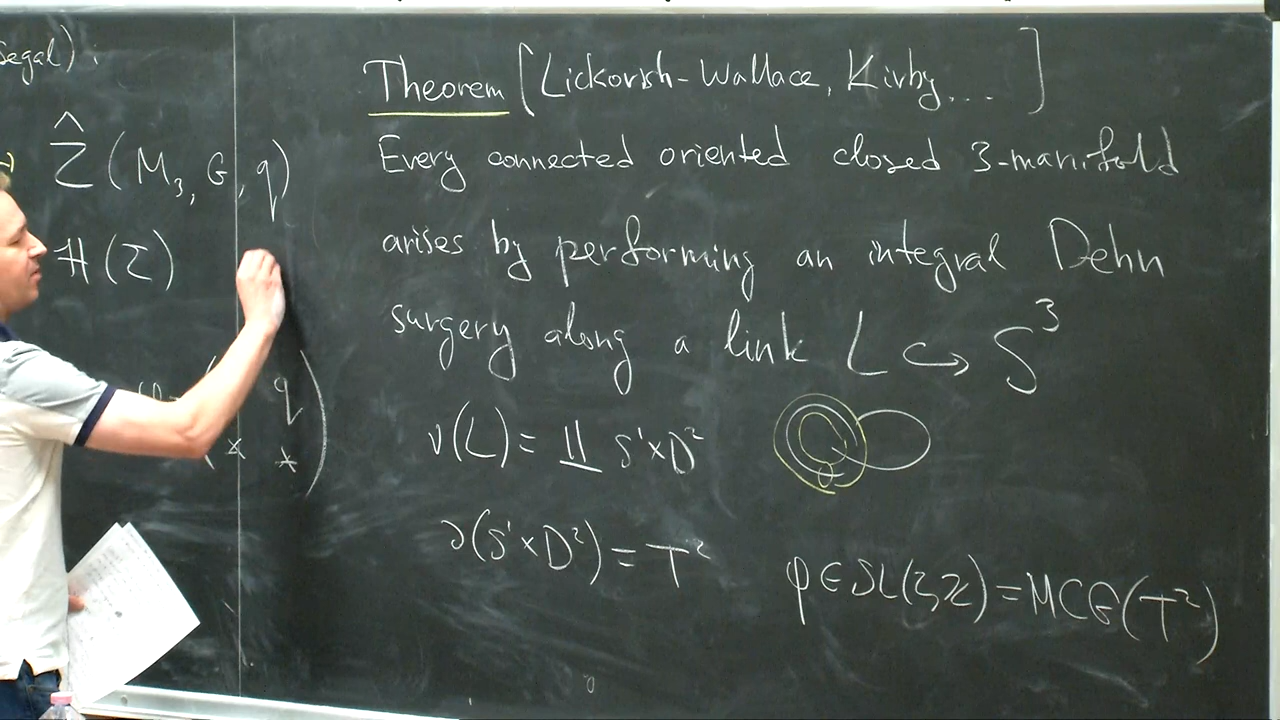 Segal).
Ẑ(M₃, G, q)
H(Σ)
φ = ( q
* * )
Theorem [Lickorish-Wallace, Kirby, ...]
Every connected oriented closed 3-manifold
arises by performing an integral Dehn
surgery along a link L ↪ S³
ν(L) = ⨿ S¹×D²
∂(S¹×D²) = T²
φ ∈ SL(2,ℤ) = MCG(T²)